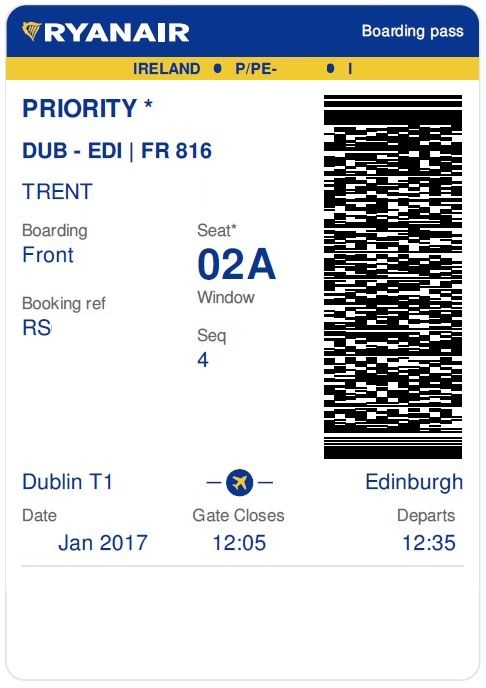 RYANAIR Boarding pass
IRELAND • P/PE- • I
PRIORITY *
DUB - EDI | FR 816
TRENT
Boarding Seat*
Front 02A
Window
Booking ref
RS
Seq
4
Dublin T1 Edinburgh
Date Gate Closes Departs
Jan 2017 12:05 12:35